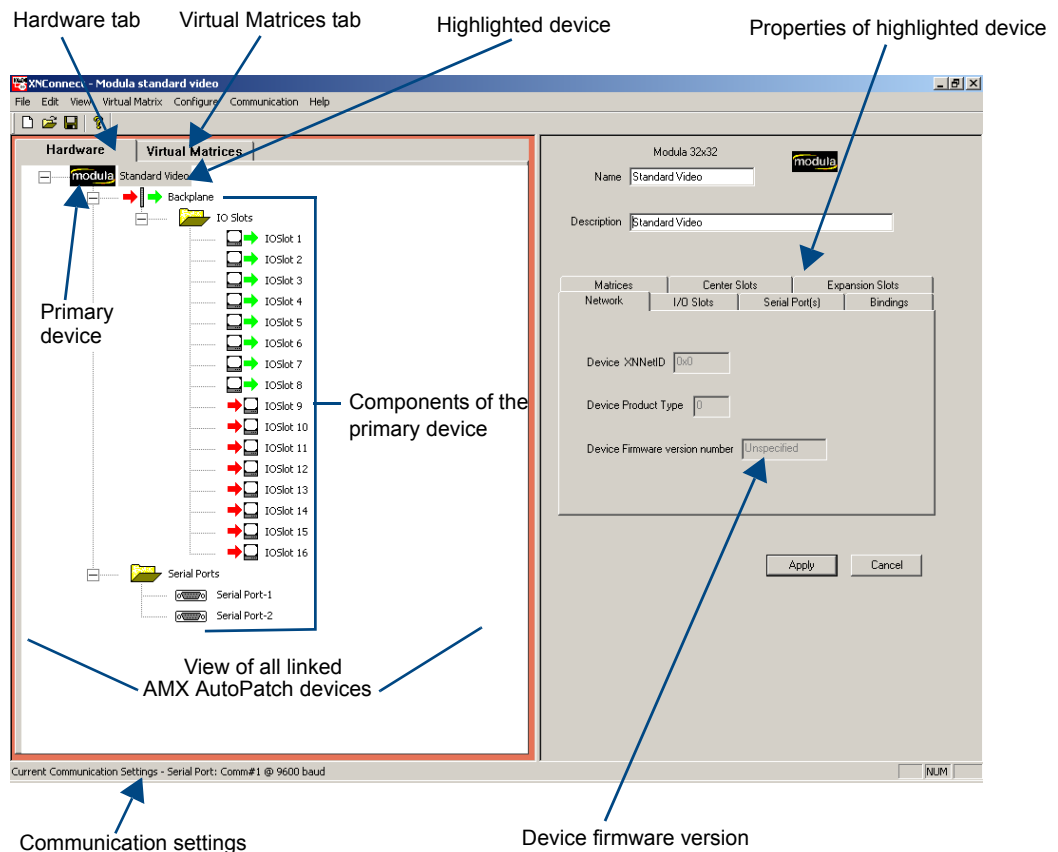 Hardware tab
Virtual Matrices tab
Highlighted device
Properties of highlighted device
XNConnect - Modula standard video
File Edit View Virtual Matrix Configure Communication Help
Hardware
Virtual Matrices
modula Standard Video
Backplane
IO Slots
IOSlot 1
IOSlot 2
IOSlot 3
IOSlot 4
IOSlot 5
IOSlot 6
IOSlot 7
IOSlot 8
IOSlot 9
IOSlot 10
IOSlot 11
IOSlot 12
IOSlot 13
IOSlot 14
IOSlot 15
IOSlot 16
Serial Ports
Serial Port-1
Serial Port-2
Primary
device
Components of the
primary device
View of all linked
AMX AutoPatch devices
Modula 32x32
modula
Name Standard Video
Description Standard Video
Matrices Center Slots Expansion Slots
Network I/O Slots Serial Port(s) Bindings
Device XNNetID 0x0
Device Product Type 0
Device Firmware version number Unspecified
Apply Cancel
Current Communication Settings - Serial Port: Comm#1 @ 9600 baud
NUM
Communication settings
Device firmware version